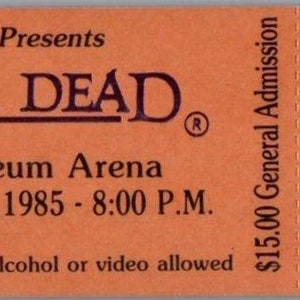 Presents
DEAD®
eum Arena
1985 - 8:00 P.M.
lcohol or video allowed
$15.00 General Admission